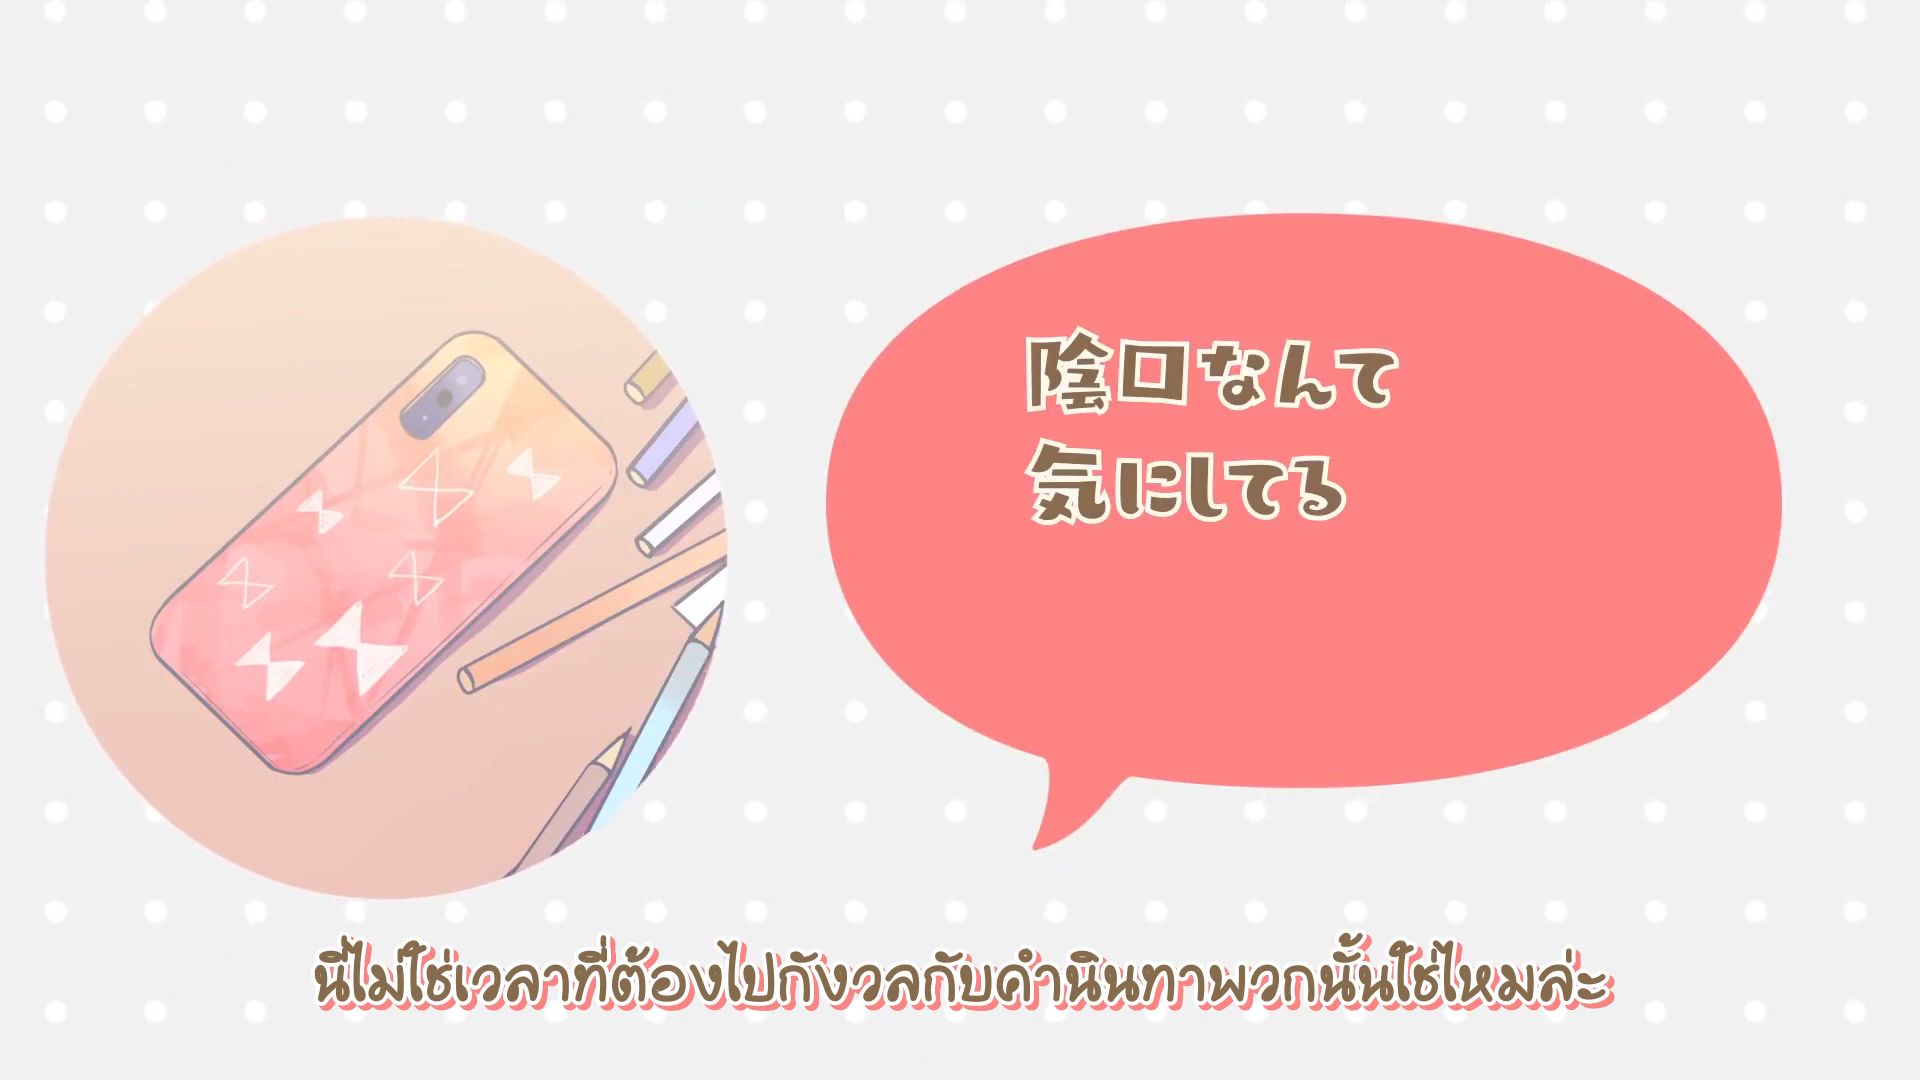 陰口なんて
気にしてる
นี่ไม่ใช่เวลาที่ต้องไปกังวลกับคำนินทาพวกนั้นใช่ไหมล่ะ